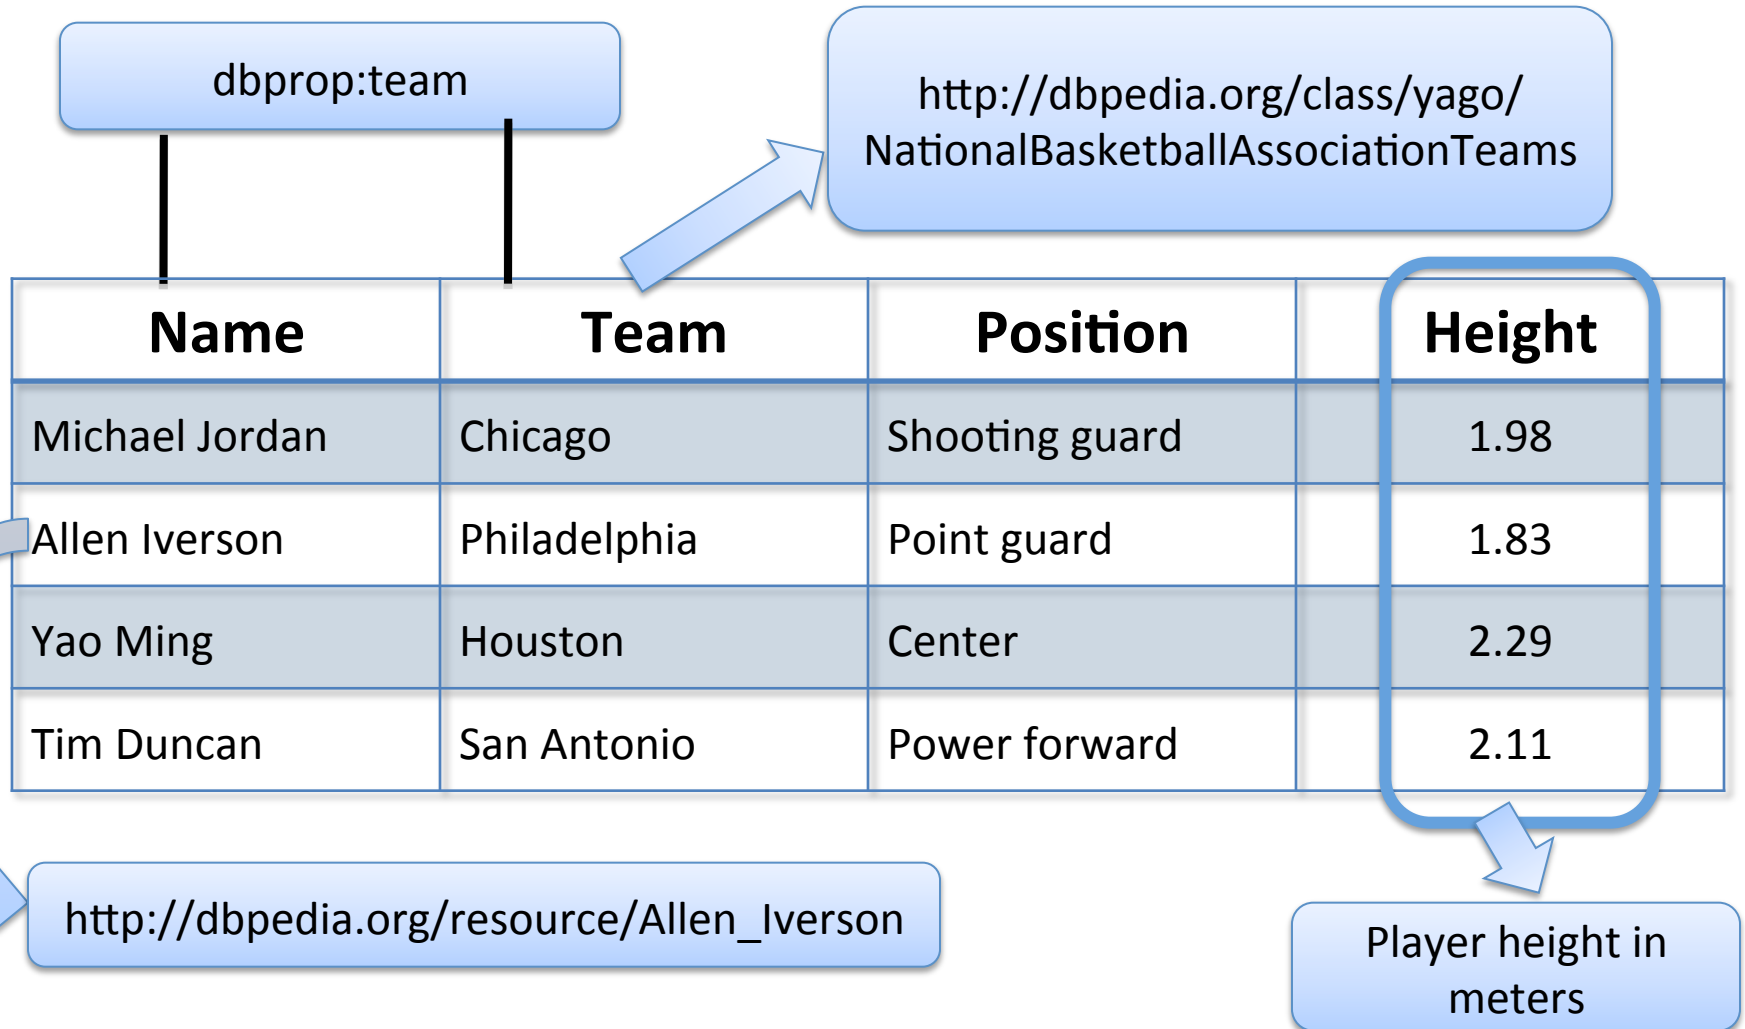 dbprop:team
http://dbpedia.org/class/yago/
NationalBasketballAssociationTeams
Name Team Position Height
Michael Jordan Chicago Shooting guard 1.98
Allen Iverson Philadelphia Point guard 1.83
Yao Ming Houston Center 2.29
Tim Duncan San Antonio Power forward 2.11
http://dbpedia.org/resource/Allen_Iverson
Player height in
meters